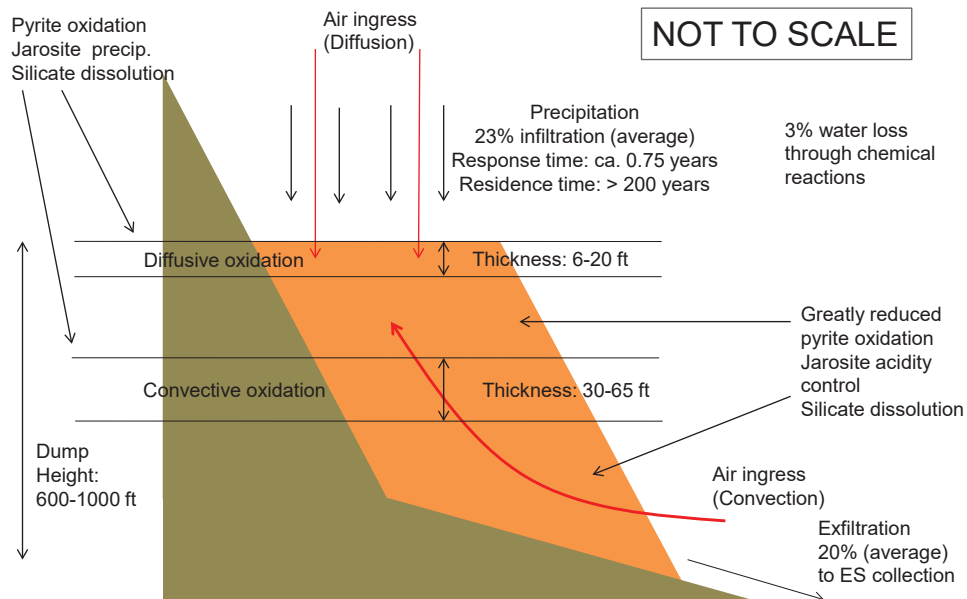 Pyrite oxidation
Jarosite precip.
Silicate dissolution
Air ingress
(Diffusion)
NOT TO SCALE
Precipitation
23% infiltration (average)
Response time: ca. 0.75 years
Residence time: > 200 years
3% water loss
through chemical
reactions
Diffusive oxidation
Thickness: 6-20 ft
Greatly reduced
pyrite oxidation
Jarosite acidity
control
Silicate dissolution
Convective oxidation
Thickness: 30-65 ft
Dump
Height:
600-1000 ft
Air ingress
(Convection)
Exfiltration
20% (average)
to ES collection